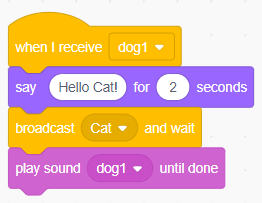 when I receive dog1
say Hello Cat! for 2 seconds
broadcast Cat and wait
play sound dog1 until done